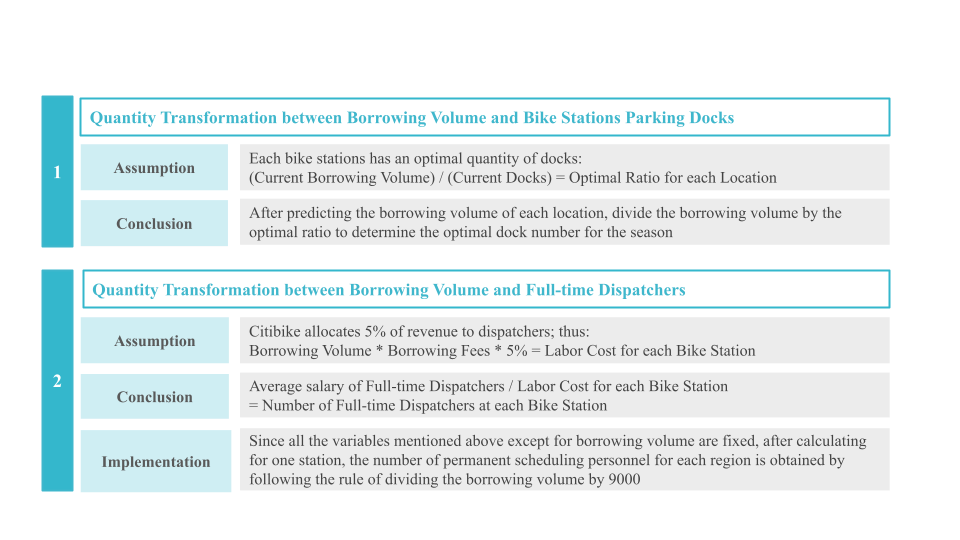 1
Quantity Transformation between Borrowing Volume and Bike Stations Parking Docks
Assumption
Each bike stations has an optimal quantity of docks:
(Current Borrowing Volume) / (Current Docks) = Optimal Ratio for each Location
Conclusion
After predicting the borrowing volume of each location, divide the borrowing volume by the
optimal ratio to determine the optimal dock number for the season
2
Quantity Transformation between Borrowing Volume and Full-time Dispatchers
Assumption
Citibike allocates 5% of revenue to dispatchers; thus:
Borrowing Volume * Borrowing Fees * 5% = Labor Cost for each Bike Station
Conclusion
Average salary of Full-time Dispatchers / Labor Cost for each Bike Station
= Number of Full-time Dispatchers at each Bike Station
Implementation
Since all the variables mentioned above except for borrowing volume are fixed, after calculating
for one station, the number of permanent scheduling personnel for each region is obtained by
following the rule of dividing the borrowing volume by 9000